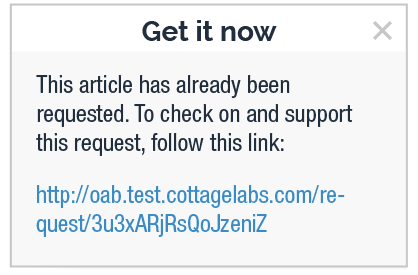 Get it now
This article has already been
requested. To check on and support
this request, follow this link:
http://oab.test.cottagelabs.com/re-
quest/3u3xARjRsQoJzeniZ